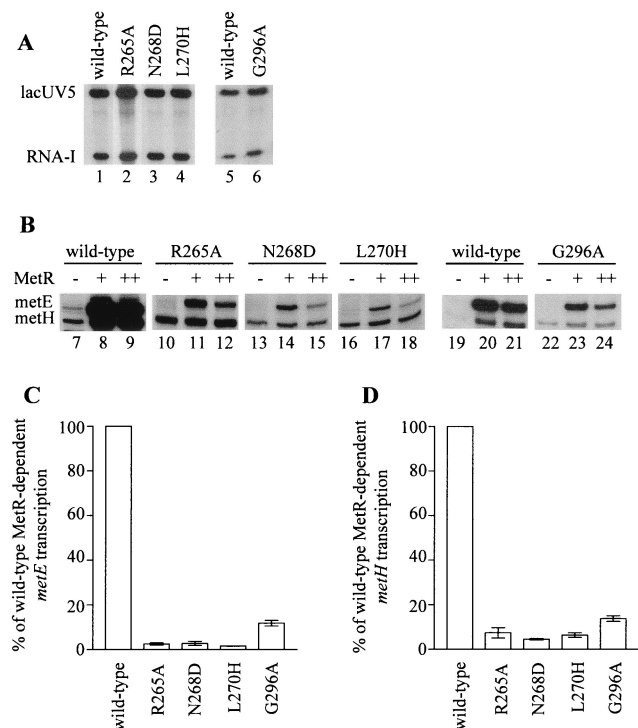 A
wild-type R265A N268D L270H wild-type G296A
lacUV5
RNA-I
1 2 3 4 5 6
B
wild-type R265A N268D L270H wild-type G296A
MetR - + ++ - + ++ - + ++ - + ++ - + ++ - + ++
metE
metH
7 8 9 10 11 12 13 14 15 16 17 18 19 20 21 22 23 24
C
% of wild-type MetR-dependent
metE transcription
100
80
60
40
20
0
wild-type R265A N268D L270H G296A
D
% of wild-type MetR-dependent
metH transcription
100
80
60
40
20
0
wild-type R265A N268D L270H G296A